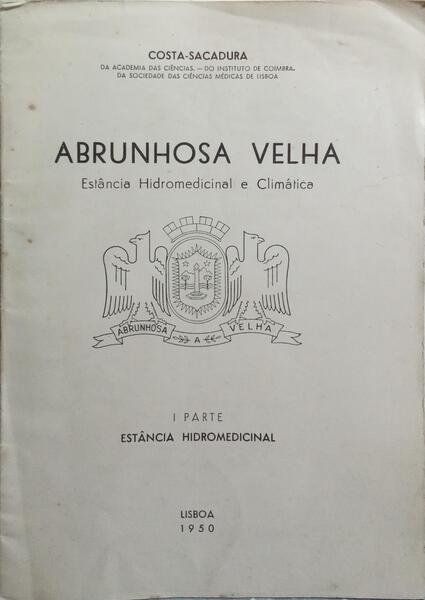 COSTA-SACADURA
DA ACADEMIA DAS CIÊNCIAS. — DO INSTITUTO DE COÍMBRA.
DA SOCIEDADE DAS CIÊNCIAS MÉDICAS DE LISBOA
ABRUNHOSA VELHA
Estância Hidromedicinal e Climática
ABRUNHOSA A VELHA
I PARTE
ESTÂNCIA HIDROMEDICINAL
LISBOA
1950